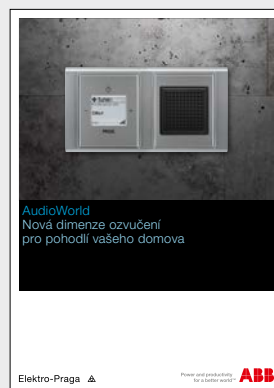 AudioWorld
Nová dimenze ozvučení
pro pohodlí vašeho domova
Elektro-Praga
Power and productivity
for a better world™
ABB